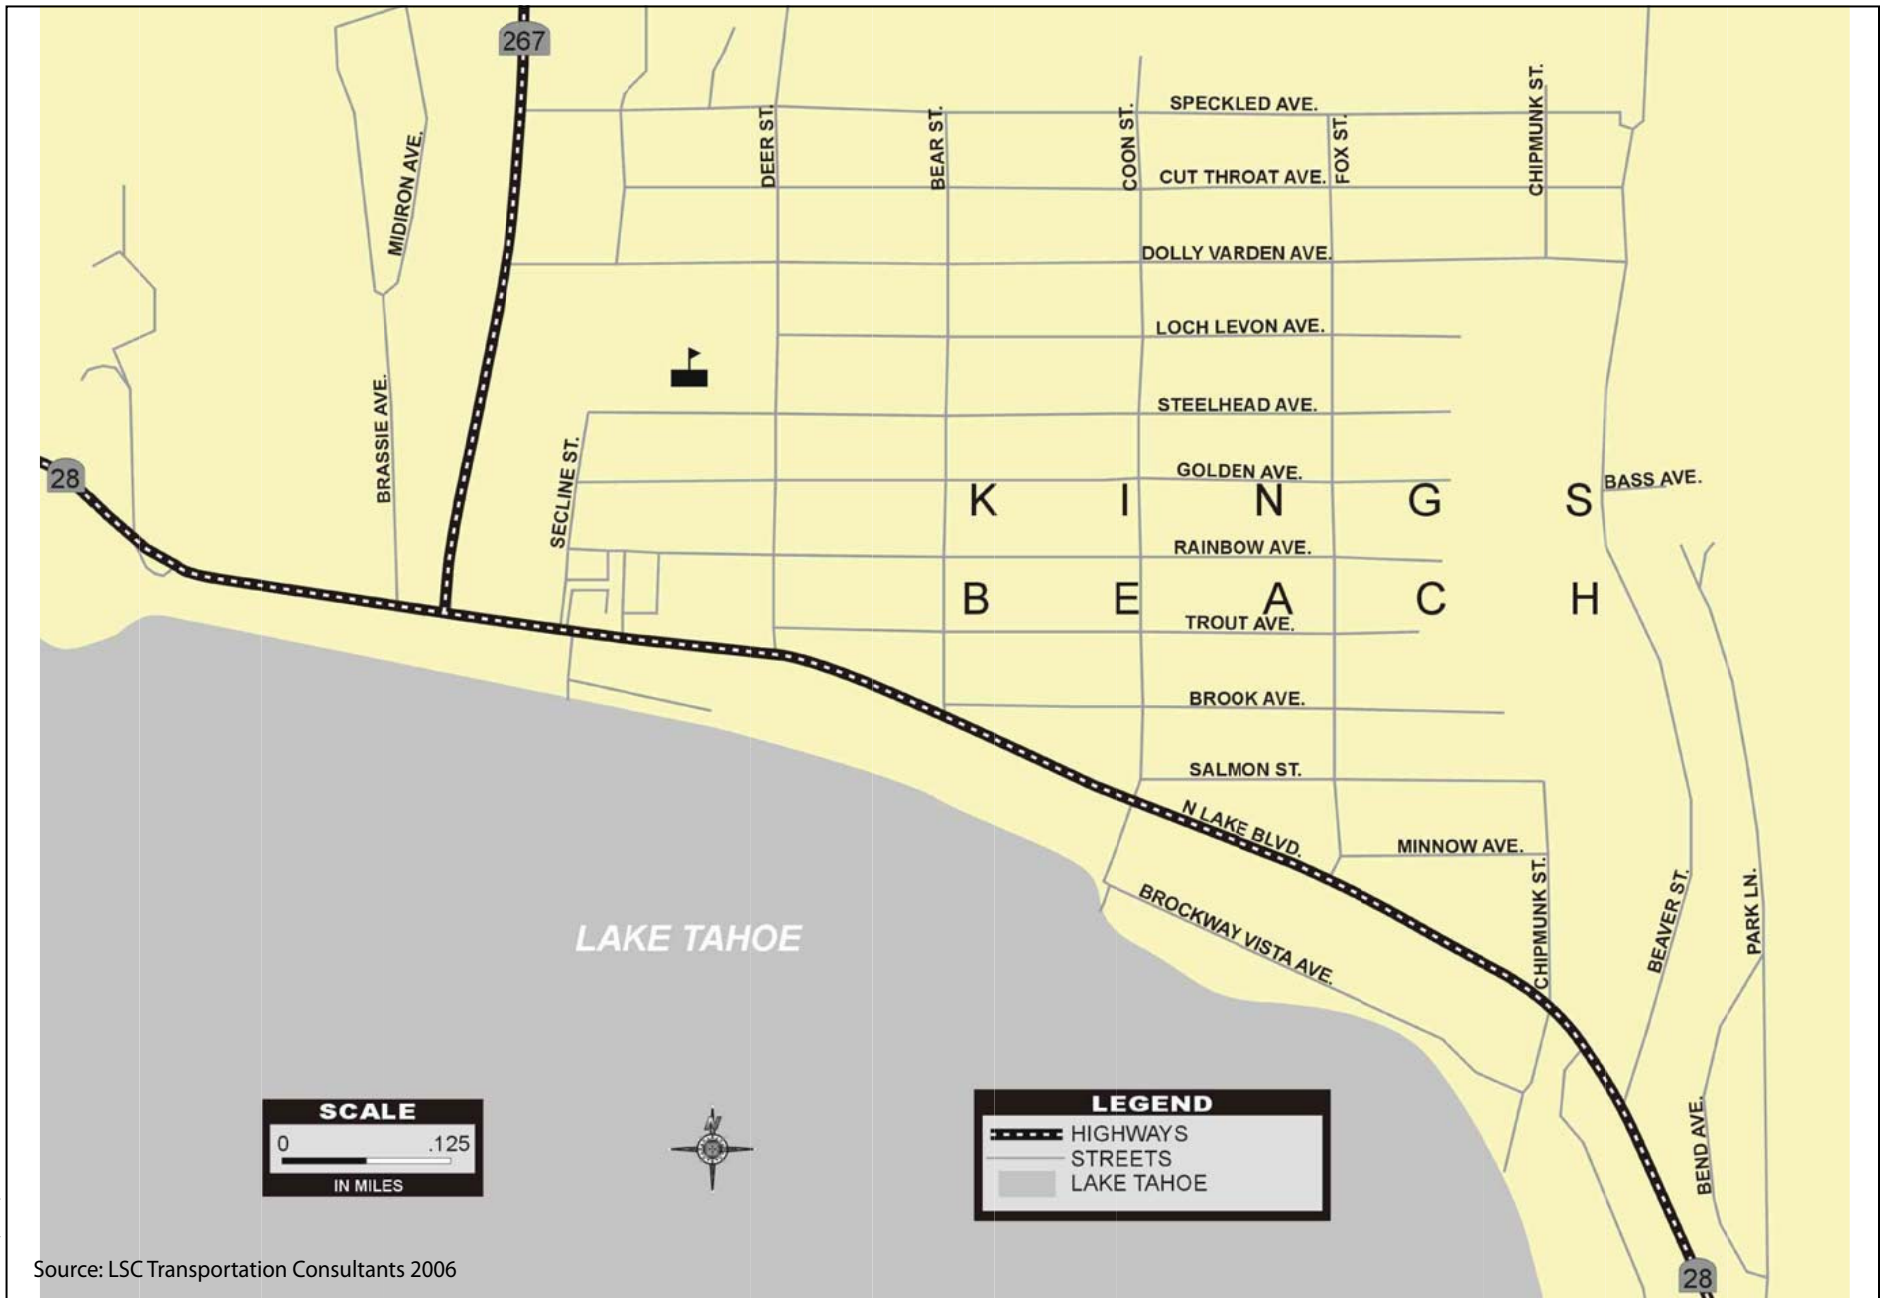 267
SPECKLED AVE.
CHIPMUNK ST.
DEER ST.
BEAR ST.
COON ST.
FOX ST.
MIDIRON AVE.
CUT THROAT AVE.
DOLLY VARDEN AVE.
LOCH LEVON AVE.
STEELHEAD AVE.
BRASSIE AVE.
SECLINE ST.
28
GOLDEN AVE.
BASS AVE.
K I N G S
RAINBOW AVE.
B E A C H
TROUT AVE.
BROOK AVE.
SALMON ST.
N LAKE BLVD.
MINNOW AVE.
BROCKWAY VISTA AVE.
CHIPMUNK ST.
BEAVER ST.
PARK LN.
LAKE TAHOE
BEND AVE.
SCALE
0 .125
IN MILES
N
LEGEND
HIGHWAYS
STREETS
LAKE TAHOE
28
Source: LSC Transportation Consultants 2006